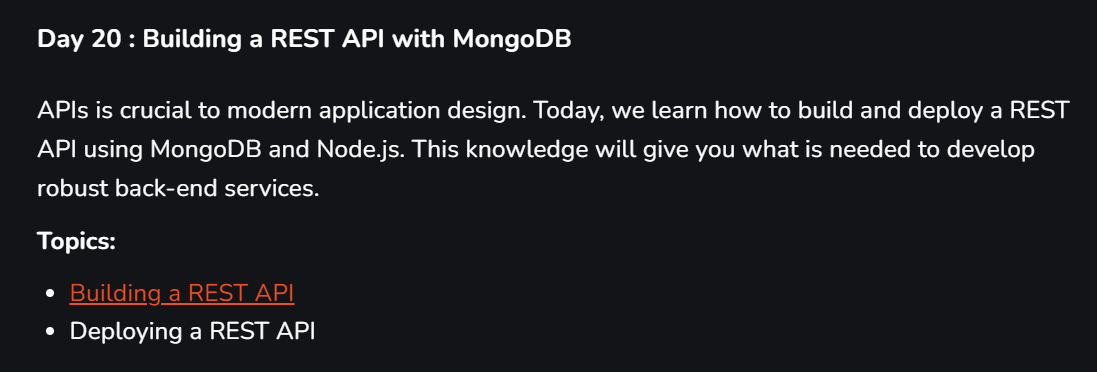 Day 20 : Building a REST API with MongoDB
APIs is crucial to modern application design. Today, we learn how to build and deploy a REST
API using MongoDB and Node.js. This knowledge will give you what is needed to develop
robust back-end services.
Topics:
• Building a REST API
• Deploying a REST API